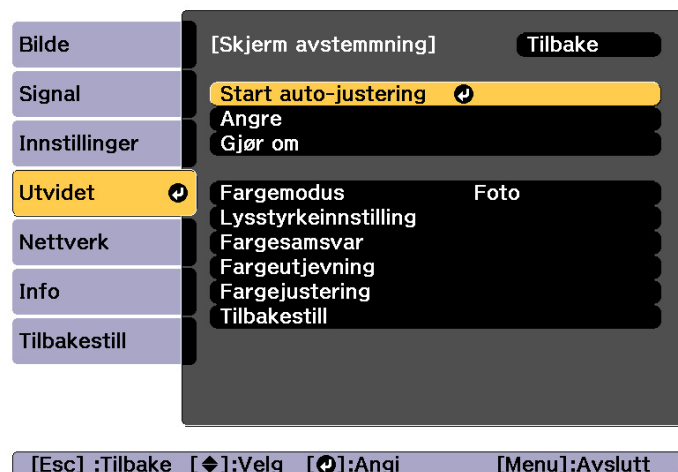 Bilde
Signal
Innstillinger
Utvidet
Nettverk
Info
Tilbakestill
[Skjerm avstemmning] Tilbake
Start auto-justering
Angre
Gjør om
Fargemodus Foto
Lysstyrkeinnstilling
Fargesamsvar
Fargeutjevning
Fargejustering
Tilbakestill
[Esc] :Tilbake [◆]:Velg [↵]:Angi [Menu]:Avslutt